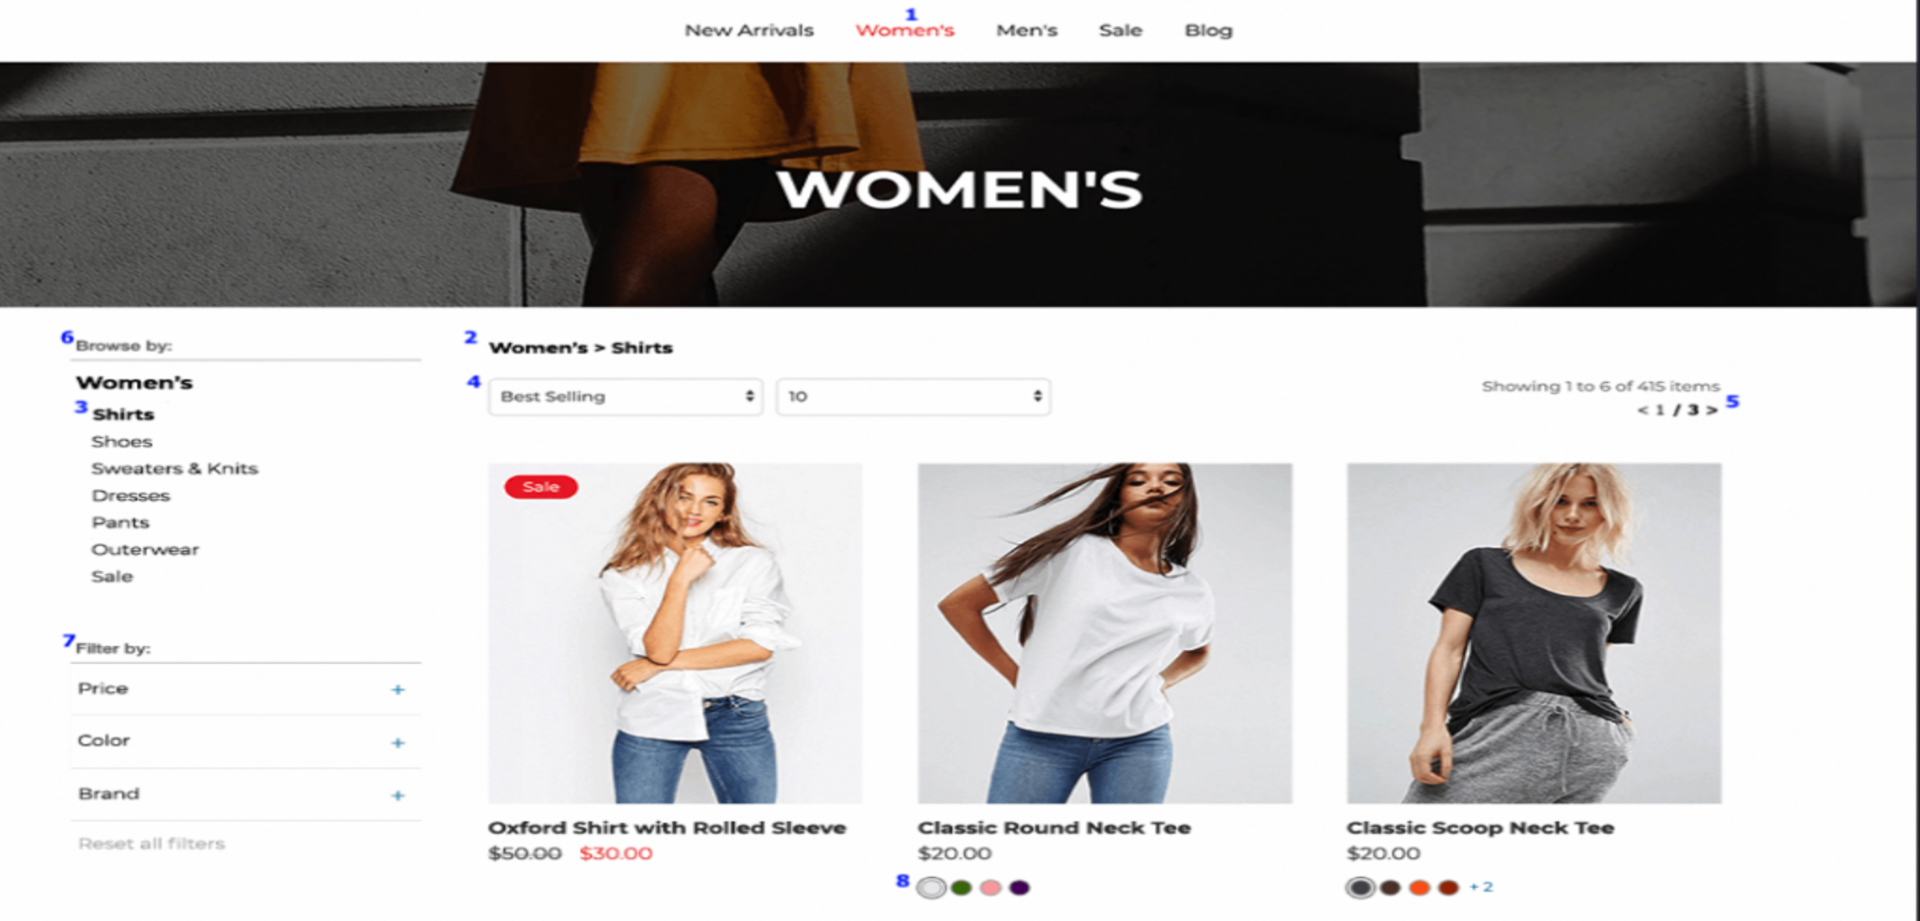 1
New Arrivals Women's Men's Sale Blog
WOMEN'S
6 Browse by:
Women's
3 Shirts
Shoes
Sweaters & Knits
Dresses
Pants
Outerwear
Sale
7 Filter by:
Price +
Color +
Brand +
Reset all filters
2 Women's > Shirts
4 Best Selling 10
Showing 1 to 6 of 415 items
< 1 / 3 > 5
Sale
Oxford Shirt with Rolled Sleeve
$50.00 $30.00
Classic Round Neck Tee
$20.00
8
Classic Scoop Neck Tee
$20.00
+ 2